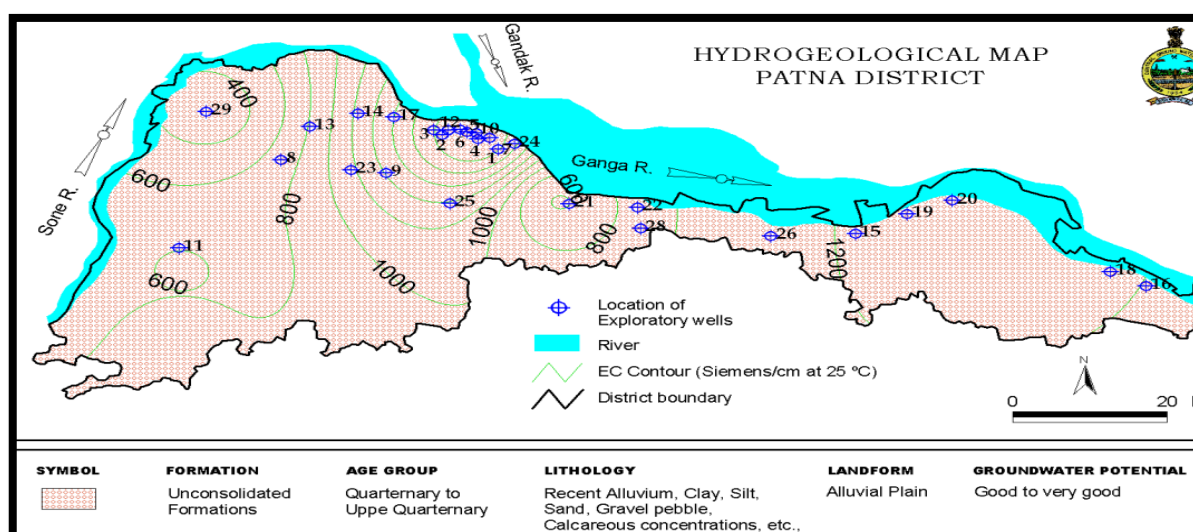 HYDROGEOLOGICAL MAP
PATNA DISTRICT
Gandak R.
Sone R.
Ganga R.
400
600
800
600
1000
1000
600
800
1200
29
13
14
17
3
12
2
6
5
4
10
1
7
24
8
23
9
25
11
21
22
28
26
15
19
20
18
16
Location of
Exploratory wells
River
EC Contour (Siemens/cm at 25 ºC)
District boundary
N
0 20
SYMBOL FORMATION AGE GROUP LITHOLOGY LANDFORM GROUNDWATER POTENTIAL
Unconsolidated
Formations
Quarternary to
Uppe Quarternary
Recent Alluvium, Clay, Silt,
Sand, Gravel pebble,
Calcareous concentrations, etc.,
Alluvial Plain
Good to very good